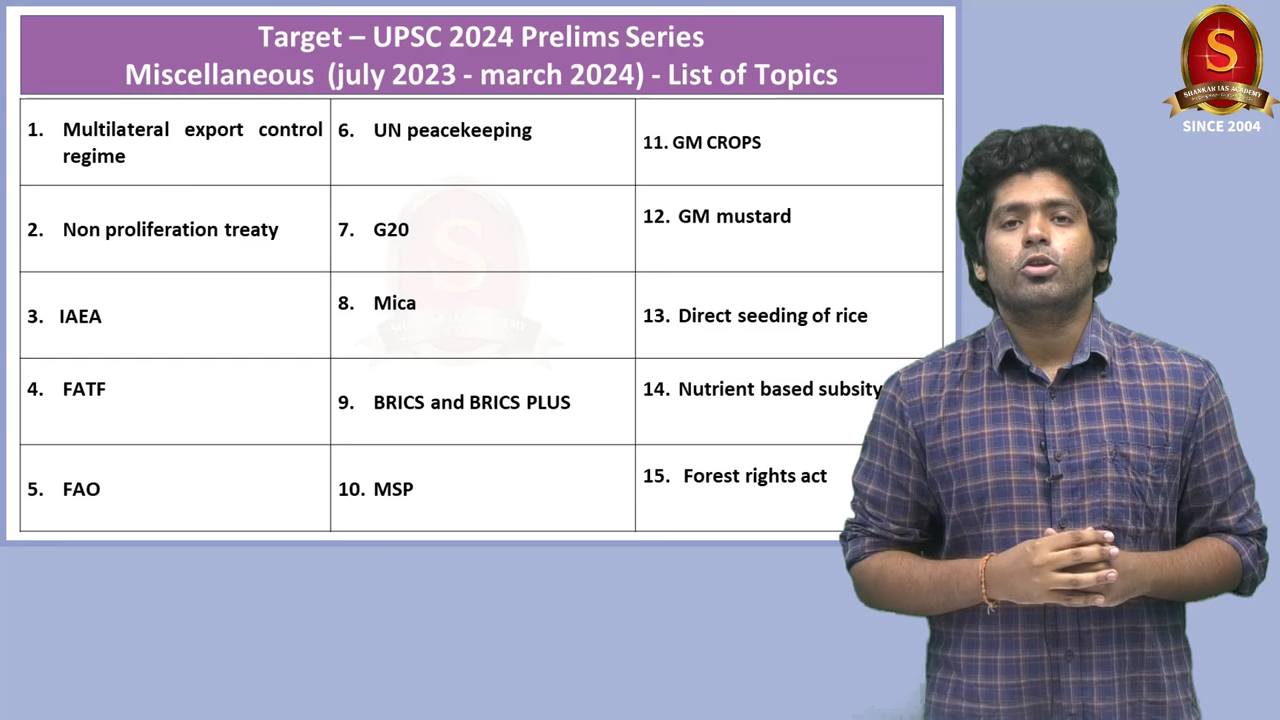 Target – UPSC 2024 Prelims Series
Miscellaneous (july 2023 - march 2024) - List of Topics
1. Multilateral export control
regime
2. Non proliferation treaty
3. IAEA
4. FATF
5. FAO
6. UN peacekeeping
7. G20
8. Mica
9. BRICS and BRICS PLUS
10. MSP
11. GM CROPS
12. GM mustard
13. Direct seeding of rice
14. Nutrient based subsity
15. Forest rights act
S
SHANKAR IAS ACADEMY
SINCE 2004